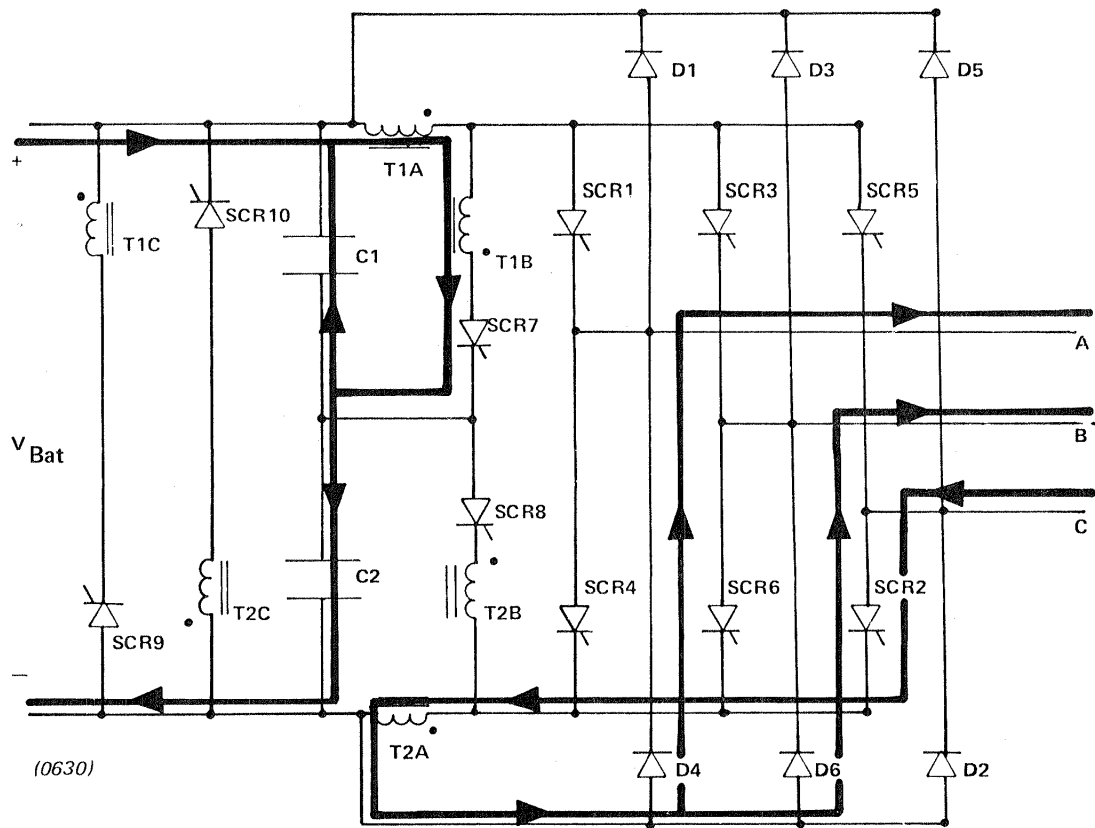 D1
D3
D5
+
T1A
SCR10
T1C
C1
T1B
SCR1
SCR3
SCR5
SCR7
A
B
V Bat
C
SCR8
C2
T2C
T2B
SCR4
SCR6
SCR2
SCR9
—
T2A
D4
D6
D2
(0630)